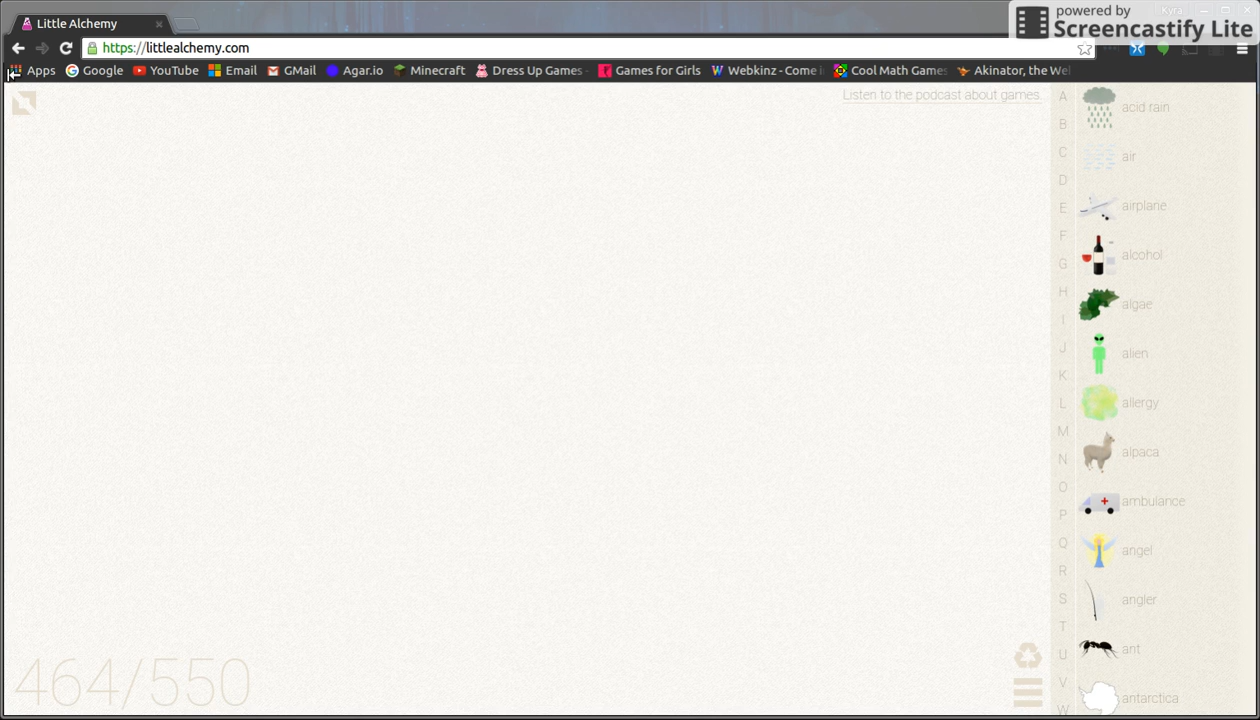 Little Alchemy
Kyra
powered by
Screencastify Lite
https://littlealchemy.com
Apps
Google
YouTube
Email
GMail
Agar.io
Minecraft
Dress Up Games -
Games for Girls
Webkinz - Come i
Cool Math Games
Akinator, the Wel
Listen to the podcast about games.
A
B
C
D
E
F
G
H
I
J
K
L
M
N
O
P
Q
R
S
T
U
V
W
acid rain
air
airplane
alcohol
algae
alien
allergy
alpaca
ambulance
angel
angler
ant
antarctica
464/550